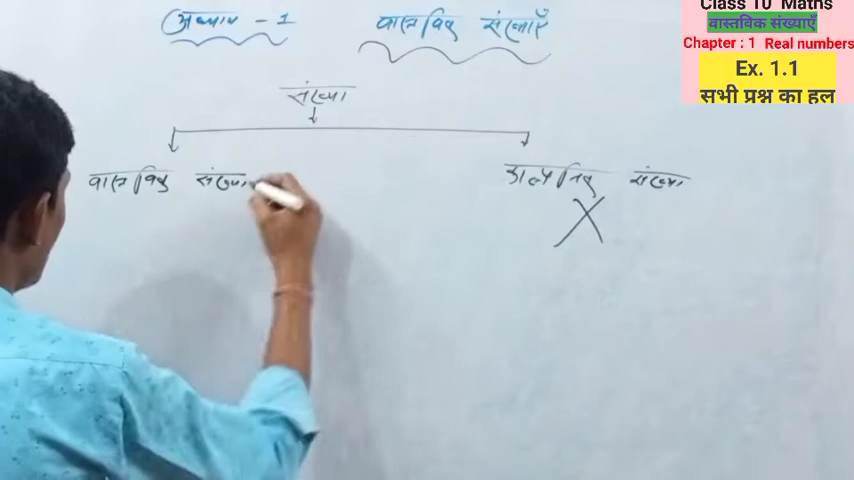 अध्याय - 1 वास्तविक संख्याएँ
संख्या
वास्तविक संख्या
काल्पनिक संख्या
Class 10 Maths
वास्तविक संख्याएँ
Chapter : 1 Real numbers
Ex. 1.1
सभी प्रश्न का हल